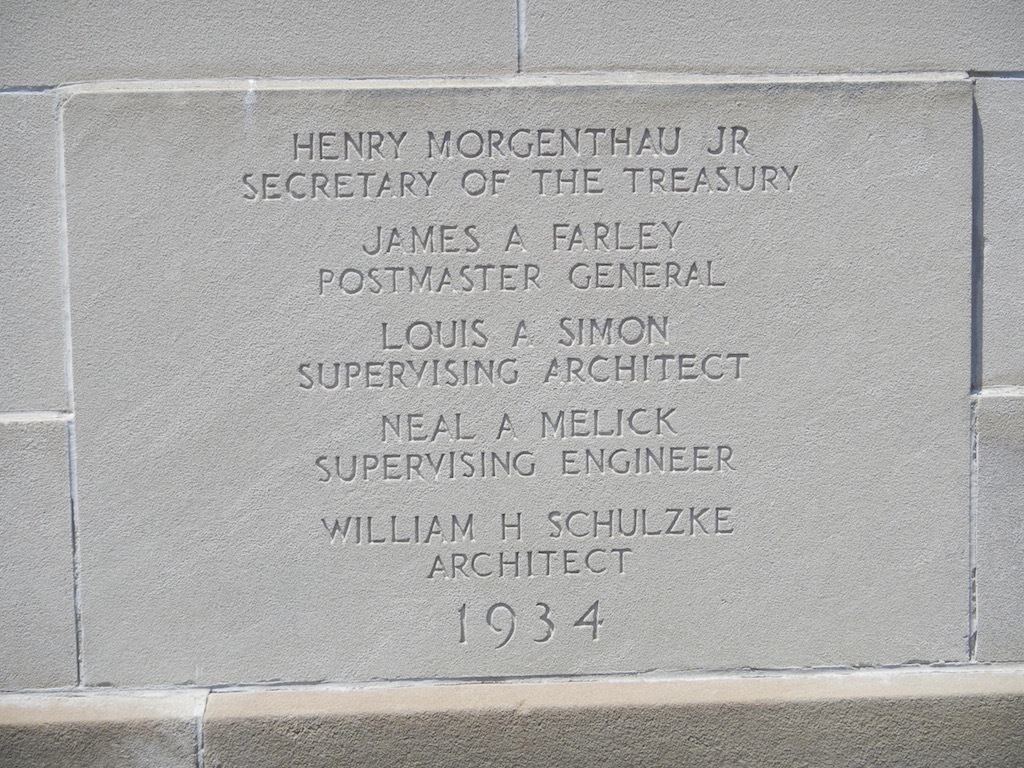 HENRY MORGENTHAU JR
SECRETARY OF THE TREASURY
JAMES A FARLEY
POSTMASTER GENERAL
LOUIS A SIMON
SUPERVISING ARCHITECT
NEAL A MELICK
SUPERVISING ENGINEER
WILLIAM H SCHULZKE
ARCHITECT
1934